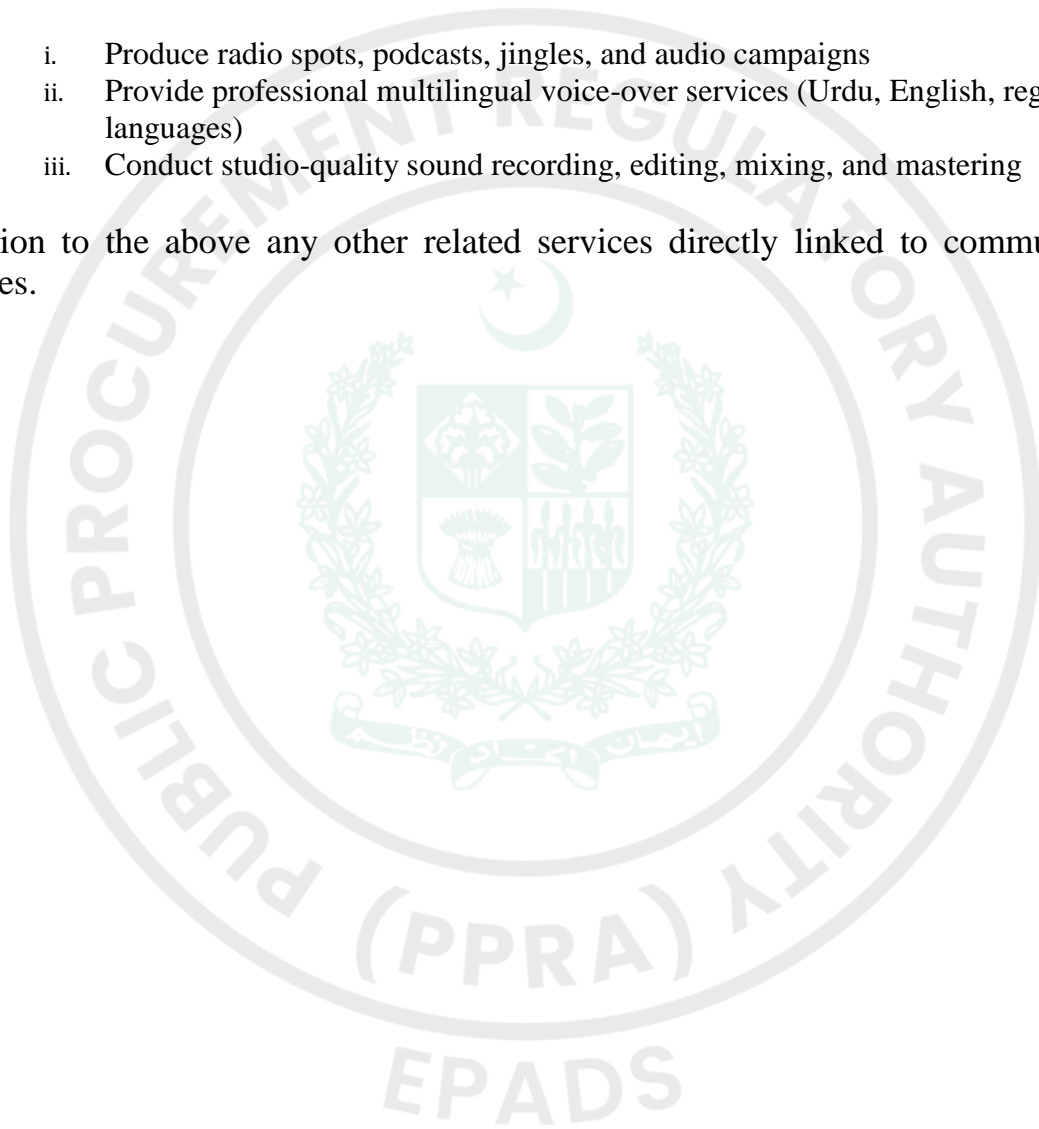 i. Produce radio spots, podcasts, jingles, and audio campaigns
ii. Provide professional multilingual voice-over services (Urdu, English, reg
languages)
iii. Conduct studio-quality sound recording, editing, mixing, and mastering
ion to the above any other related services directly linked to commu
es.
PUBLIC PROCUREMENT REGULATORY AUTHORITY
(PPRA)
EPADS